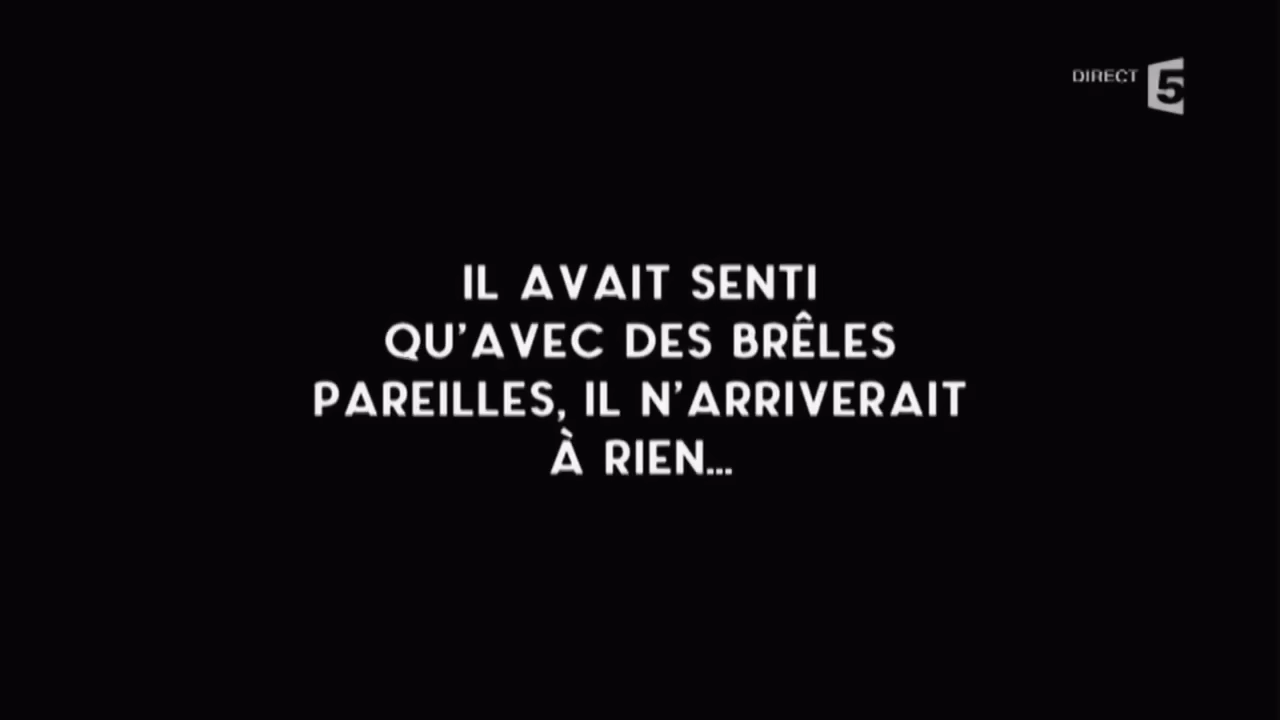 DIRECT 5
IL AVAIT SENTI
QU'AVEC DES BRÊLES
PAREILLES, IL N'ARRIVERAIT
À RIEN...